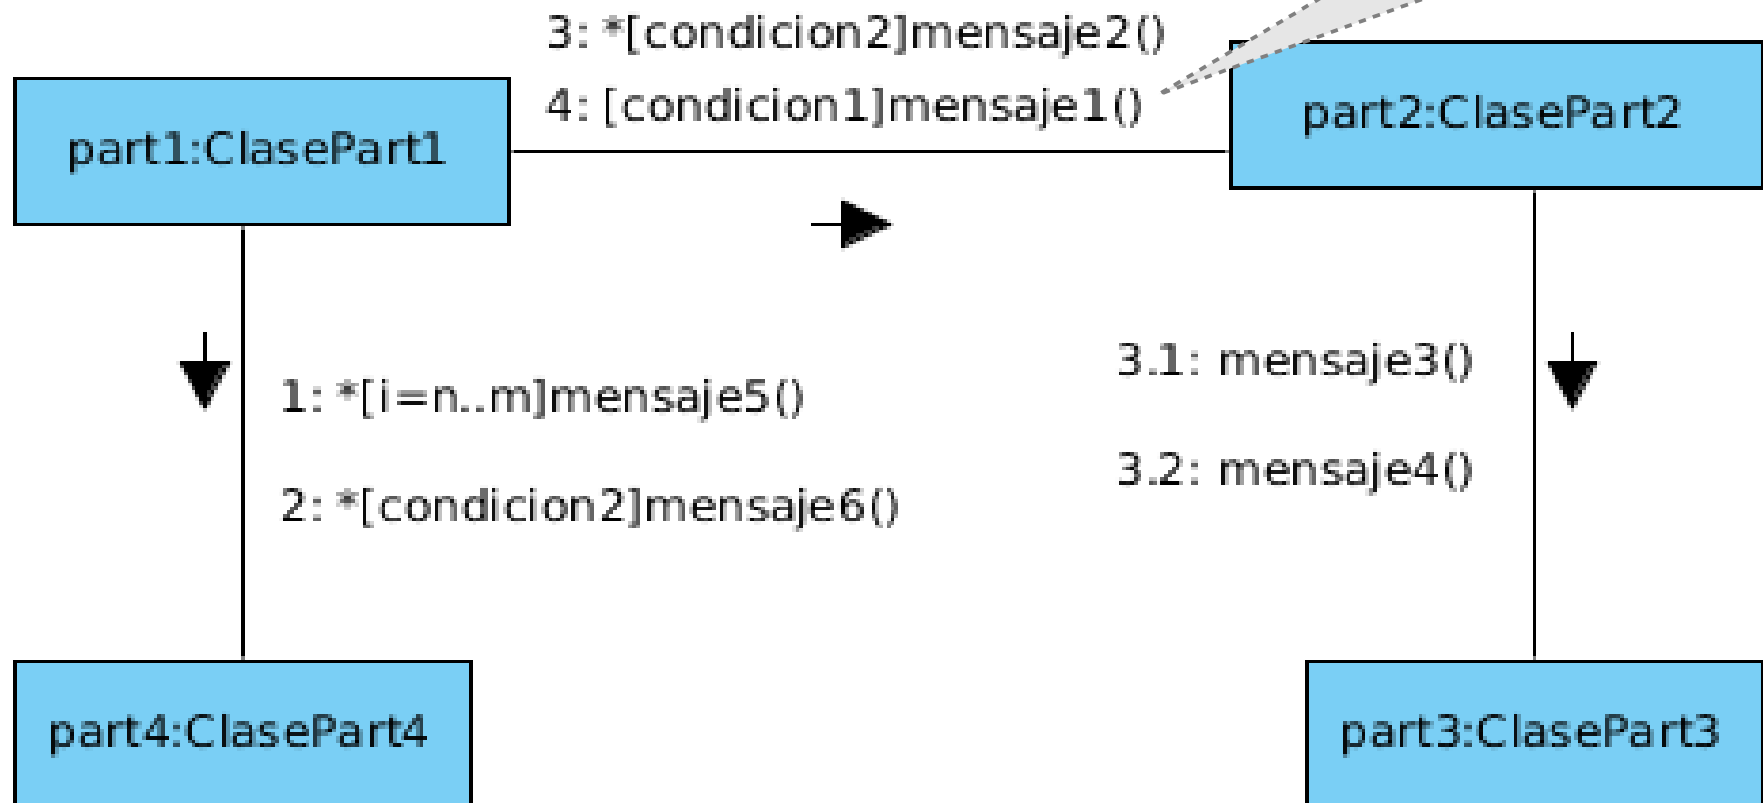 3: *[condicion2]mensaje2()
4: [condicion1]mensaje1()
part1:ClasePart1
part2:ClasePart2
1: *[i=n..m]mensaje5()
2: *[condicion2]mensaje6()
3.1: mensaje3()
3.2: mensaje4()
part4:ClasePart4
part3:ClasePart3